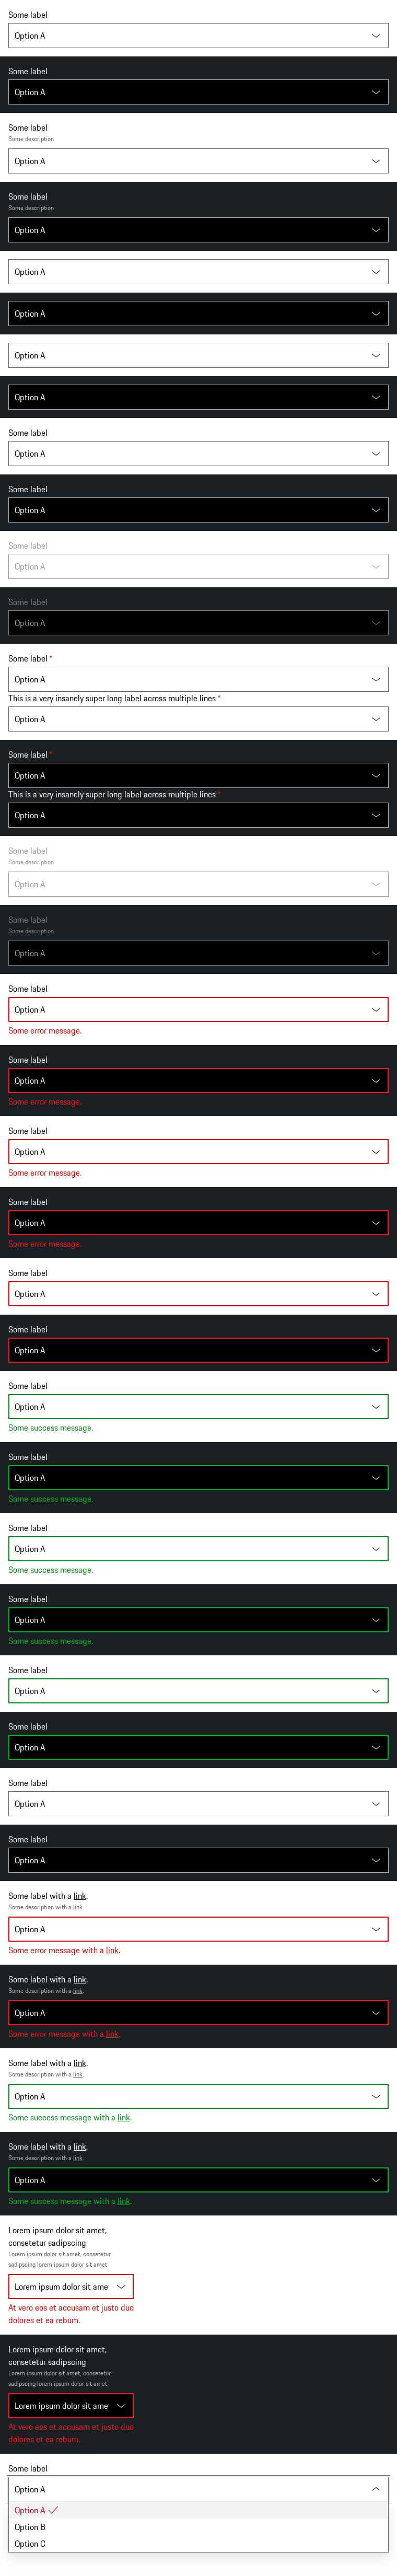 Some label
Option A
Some label
Option A
Some label
Some description
Option A
Some label
Some description
Option A
Option A
Option A
Option A
Option A
Some label
Option A
Some label
Option A
Some label
Option A
Some label
Option A
Some label *
Option A
This is a very insanely super long label across multiple lines *
Option A
Some label *
Option A
This is a very insanely super long label across multiple lines *
Option A
Some label
Some description
Option A
Some label
Some description
Option A
Some label
Option A
Some error message.
Some label
Option A
Some error message.
Some label
Option A
Some error message.
Some label
Option A
Some error message.
Some label
Option A
Some label
Option A
Some label
Option A
Some success message.
Some label
Option A
Some success message.
Some label
Option A
Some success message.
Some label
Option A
Some success message.
Some label
Option A
Some label
Option A
Some label
Option A
Some label
Option A
Some label with a link.
Some description with a link.
Option A
Some error message with a link.
Some label with a link.
Some description with a link.
Option A
Some error message with a link.
Some label with a link.
Some description with a link.
Option A
Some success message with a link.
Some label with a link.
Some description with a link.
Option A
Some success message with a link.
Lorem ipsum dolor sit amet,
consetetur sadipscing
Lorem ipsum dolor sit amet, consetetur
sadipscing lorem ipsum dolor sit amet
Lorem ipsum dolor sit ame
At vero eos et accusam et justo duo
dolores et ea rebum.
Lorem ipsum dolor sit amet,
consetetur sadipscing
Lorem ipsum dolor sit amet, consetetur
sadipscing lorem ipsum dolor sit amet
Lorem ipsum dolor sit ame
At vero eos et accusam et justo duo
dolores et ea rebum.
Some label
Option A
Option A
Option B
Option C